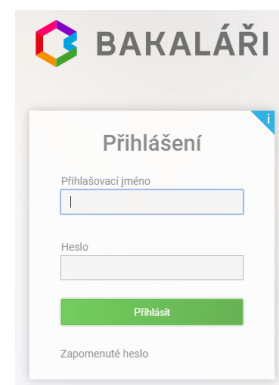 BAKALÁŘI
i
Přihlášení
Přihlašovací jméno
Heslo
Přihlásit
Zapomenuté heslo